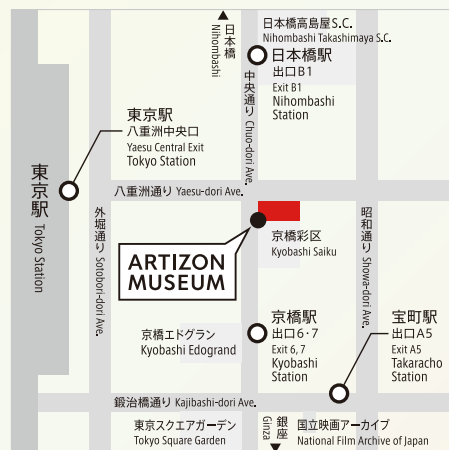 日本橋
Nihombashi
日本橋高島屋S.C.
Nihombashi Takashimaya S.C.
日本橋駅
出口B1
Exit B1
Nihombashi
Station
中央通り Chuo-dori Ave.
東京駅
八重洲中央口
Yaesu Central Exit
Tokyo Station
東京駅 Tokyo Station
八重洲通り Yaesu-dori Ave.
外堀通り Sotobori-dori Ave.
昭和通り Showa-dori Ave.
京橋彩区
Kyobashi Saiku
ARTIZON
MUSEUM
京橋エドグラン
Kyobashi Edogrand
京橋駅
出口6・7
Exit 6, 7
Kyobashi
Station
宝町駅
出口A5
Exit A5
Takaracho
Station
鍛冶橋通り Kajibashi-dori Ave.
東京スクエアガーデン
Tokyo Square Garden
銀座
Ginza
国立映画アーカイブ
National Film Archive of Japan